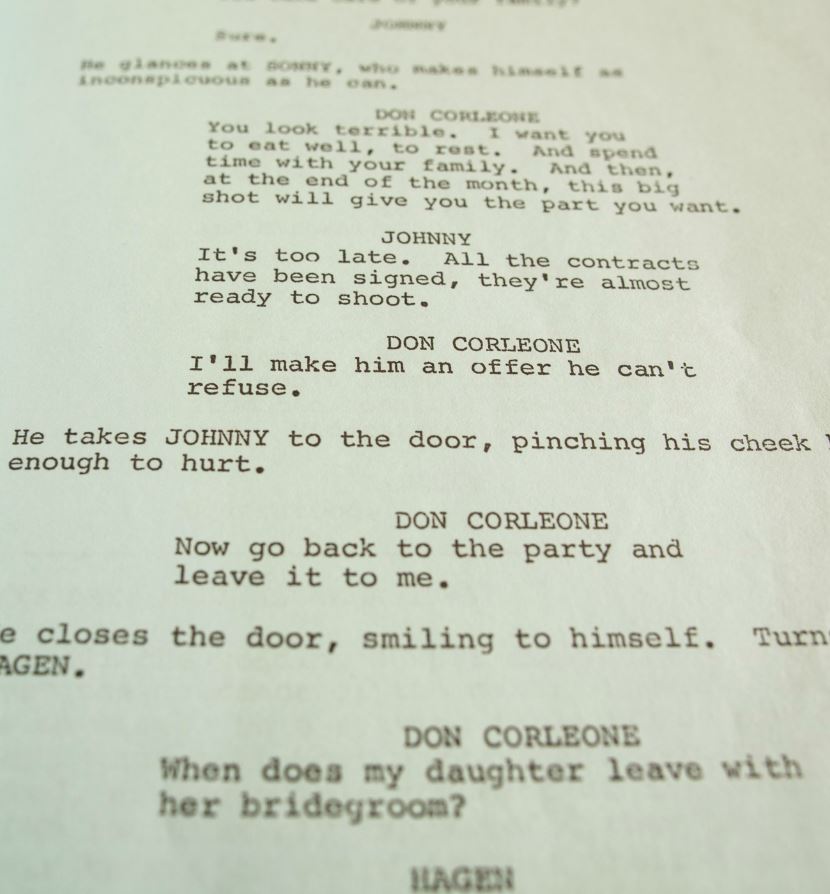 JOHNNY
Sure.
He glances at SONNY, who makes himself as
inconspicuous as he can.
DON CORLEONE
You look terrible. I want you
to eat well, to rest. And spend
time with your family. And then,
at the end of the month, this big
shot will give you the part you want.
JOHNNY
It's too late. All the contracts
have been signed, they're almost
ready to shoot.
DON CORLEONE
I'll make him an offer he can't
refuse.
He takes JOHNNY to the door, pinching his cheek
enough to hurt.
DON CORLEONE
Now go back to the party and
leave it to me.
e closes the door, smiling to himself. Turn
AGEN.
DON CORLEONE
When does my daughter leave with
her bridegroom?
HAGEN